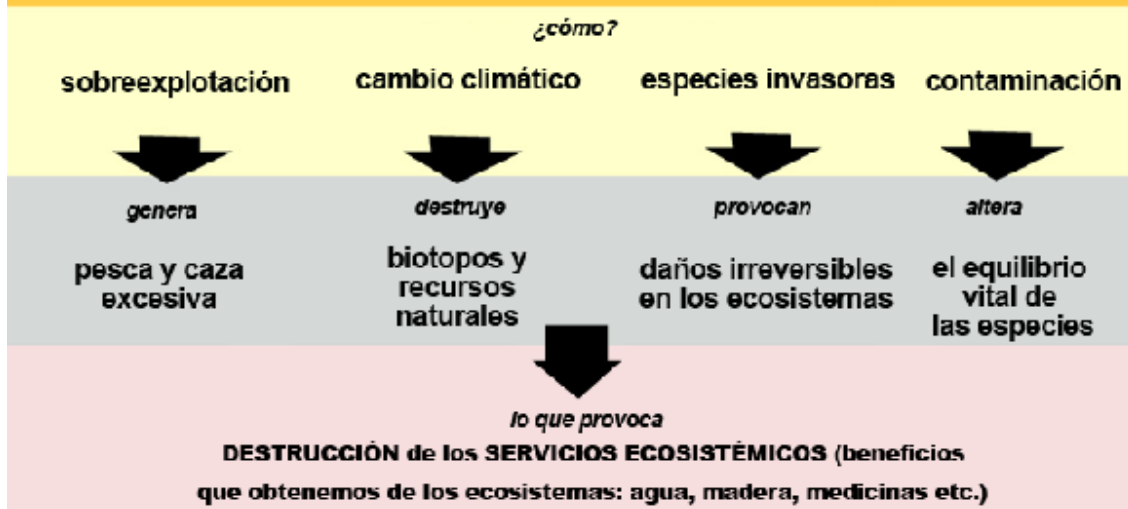 ¿cómo?
sobreexplotación
cambio climático
especies invasoras
contaminación
genera
destruye
provocan
altera
pesca y caza
excesiva
biotopos y
recursos
naturales
daños irreversibles
en los ecosistemas
el equilibrio
vital de
las especies
lo que provoca
DESTRUCCIÓN de los SERVICIOS ECOSISTÉMICOS (beneficios
que obtenemos de los ecosistemas: agua, madera, medicinas etc.)